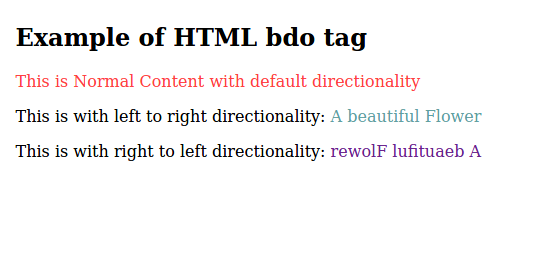 Example of HTML bdo tag
This is Normal Content with default directionality
This is with left to right directionality: A beautiful Flower
This is with right to left directionality: rewolF lufituaeb A